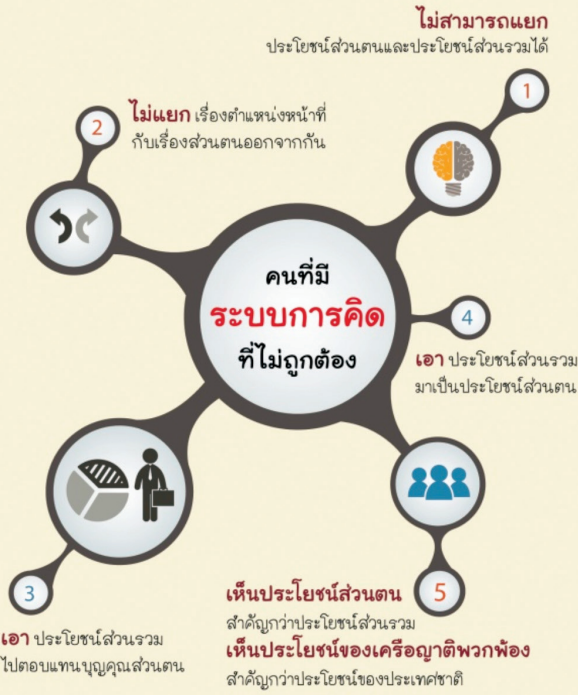 ไม่สามารถแยก
ประโยชน์ส่วนตนและประโยชน์ส่วนรวมได้
1
2
ไม่แยก เรื่องตำแหน่งหน้าที่
กับเรื่องส่วนตนออกจากกัน
คนที่มี
ระบบการคิด
ที่ไม่ถูกต้อง
4
เอา ประโยชน์ส่วนรวม
มาเป็นประโยชน์ส่วนตน
3
เอา ประโยชน์ส่วนรวม
ไปตอบแทนบุญคุณส่วนตน
5
เห็นประโยชน์ส่วนตน
สำคัญกว่าประโยชน์ส่วนรวม
เห็นประโยชน์ของเครือญาติพวกพ้อง
สำคัญกว่าประโยชน์ของประเทศชาติ